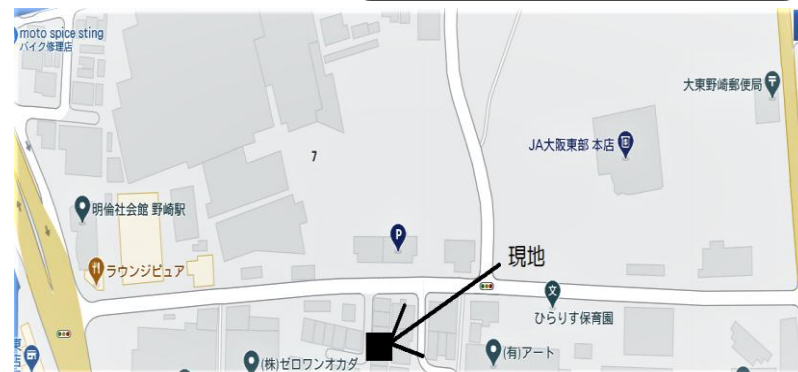 moto spice sting
バイク修理店
大東野崎郵便局
7
JA大阪東部 本店
明倫社会館 野崎駅
P
現地
ラウンジピュア
文
ひらりす保育園
(株)ゼロワンオカダ
(有)アート